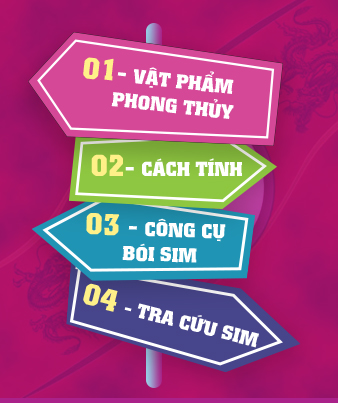 01- VẬT PHẨM
PHONG THỦY
02- CÁCH TÍNH
03 - CÔNG CỤ
BÓI SIM
04 - TRA CỨU SIM